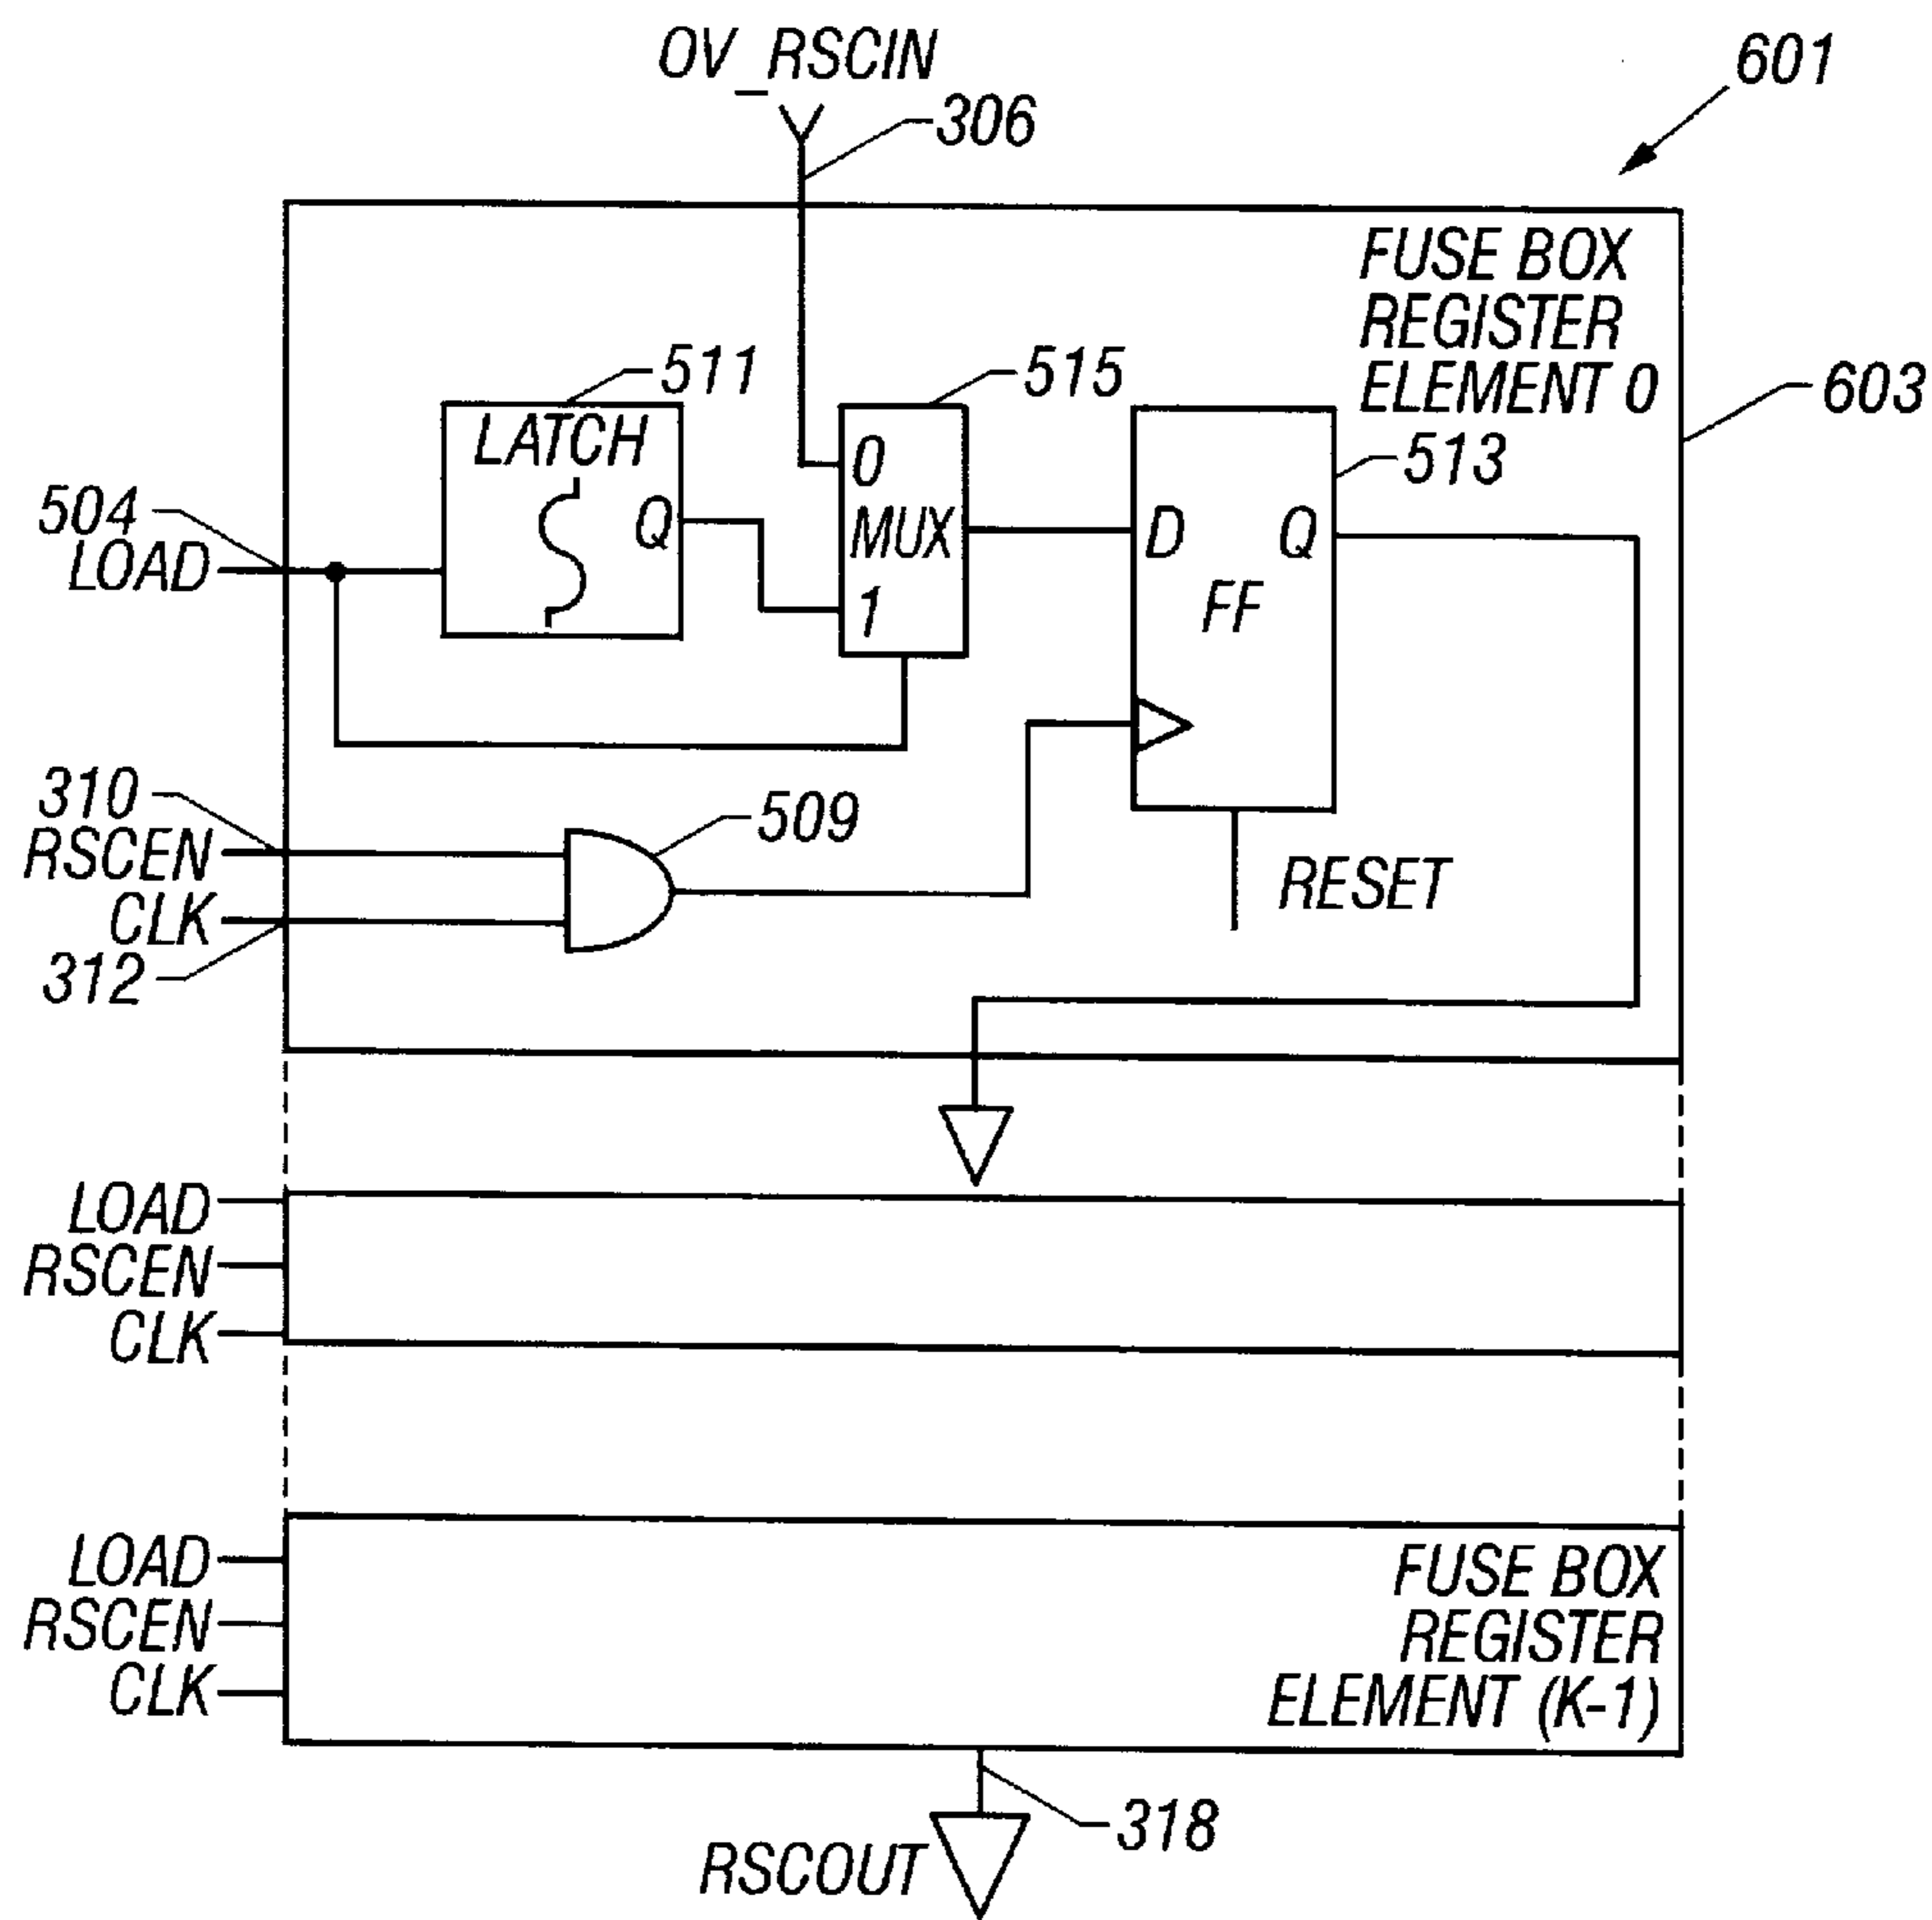 OV_RSCIN
601
306
FUSE BOX
REGISTER
ELEMENT 0
603
511
515
513
LATCH
Q
0
MUX
1
D Q
FF
504
LOAD
310
RSCEN
CLK
312
509
RESET
LOAD
RSCEN
CLK
LOAD
RSCEN
CLK
FUSE BOX
REGISTER
ELEMENT (K-1)
318
RSCOUT